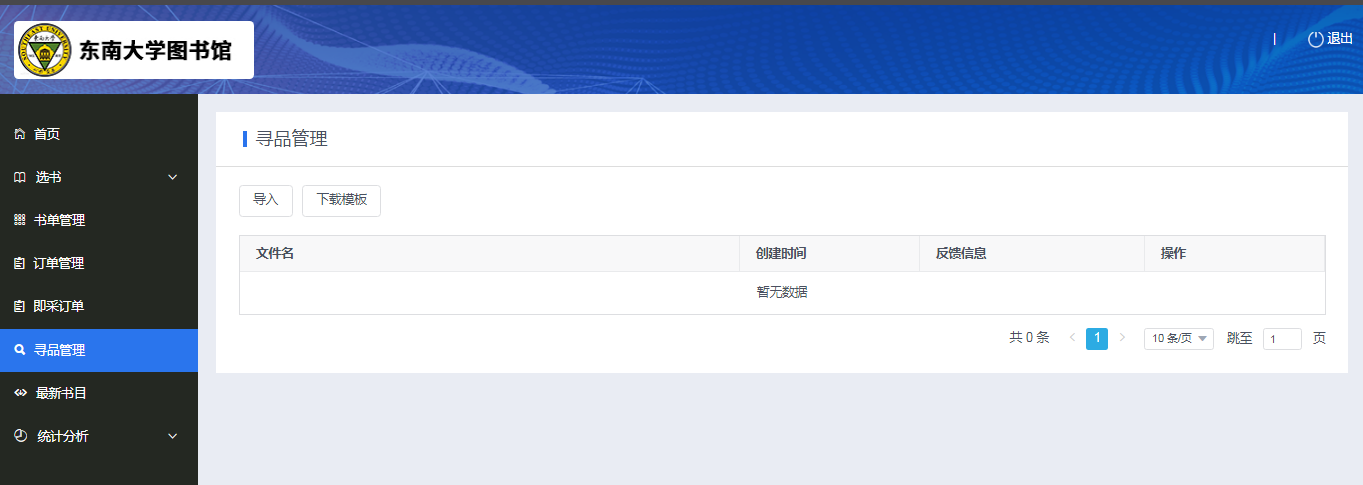 东南大学图书馆
| 退出
首页
选书
书单管理
订单管理
即采订单
寻品管理
最新书目
统计分析
寻品管理
导入 下载模板
文件名 创建时间 反馈信息 操作
暂无数据
共 0 条 1 10 条/页 跳至 1 页